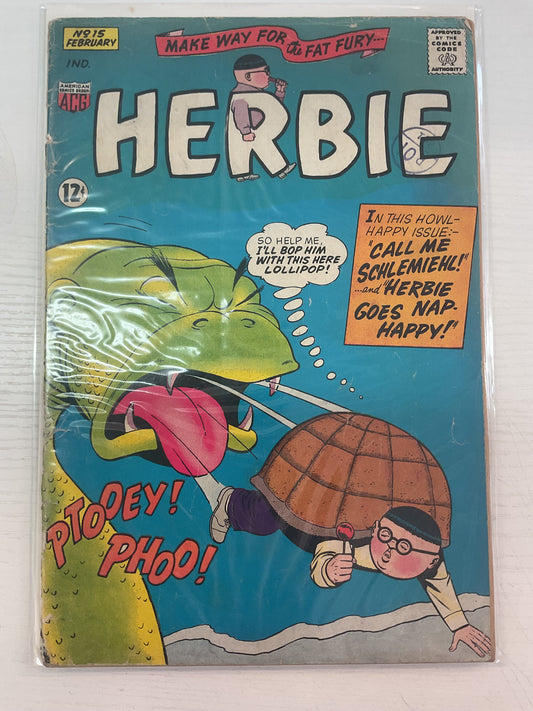 No 15
FEBRUARY
IND.
AMERICAN
COMICS GROUP
ACG
MAKE WAY FOR the FAT FURY...
APPROVED
BY THE
COMICS
CODE
AUTHORITY
HERBIE
12¢
SO HELP ME,
I'LL BOP HIM
WITH THIS HERE
LOLLIPOP!
IN THIS HOWL-
HAPPY ISSUE:-
"CALL ME
SCHLEMIEHL!"
...and "HERBIE
GOES NAP-
HAPPY!"
PTOOEY!
PHOO!